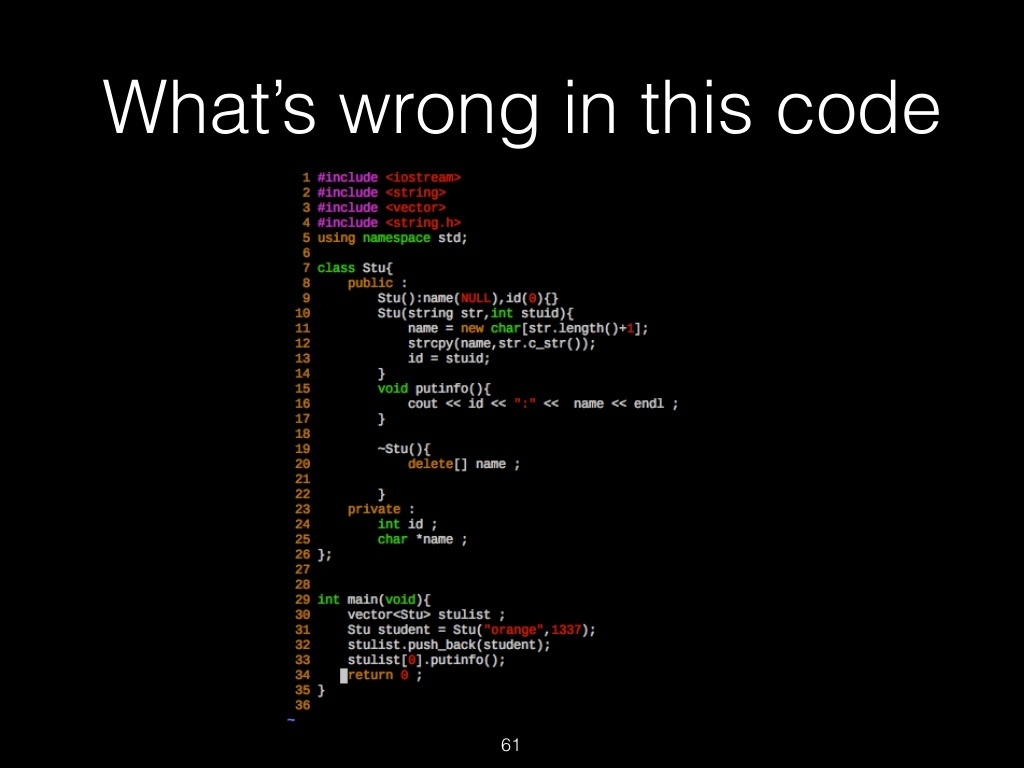 What’s wrong in this code
1 #include <iostream>
2 #include <string>
3 #include <vector>
4 #include <string.h>
5 using namespace std;
6
7 class Stu{
8     public :
9         Stu():name(NULL),id(0){}
10         Stu(string str,int stuid){
11             name = new char[str.length()+1];
12             strcpy(name,str.c_str());
13             id = stuid;
14         }
15         void putinfo(){
16             cout << id << ":" <<  name << endl ;
17         }
18
19         ~Stu(){
20             delete[] name ;
21
22         }
23     private :
24         int id ;
25         char *name ;
26 };
27
28
29 int main(void){
30     vector<Stu> stulist ;
31     Stu student = Stu("orange",1337);
32     stulist.push_back(student);
33     stulist[0].putinfo();
34     return 0 ;
35 }
36
~
61